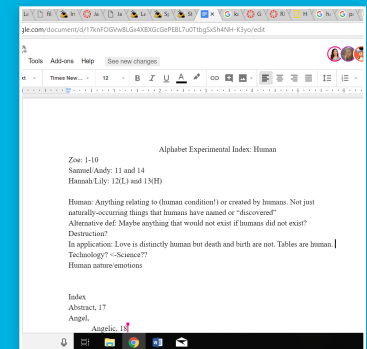 gle.com/document/d/17knFOGVwBLGx4XBXGcGePEBL7u0TtbgSxSh4NH-K3yo/edit
Tools Add-ons Help See new changes
Times New... 12 B I U A
Alphabet Experimental Index: Human
Zoe: 1-10
Samuel/Andy: 11 and 14
Hannah/Lily: 12(L) and 13(H)
Human: Anything relating to (human condition!) or created by humans. Not just
naturally-occurring things that humans have named or “discovered”
Alternative def: Maybe anything that would not exist if humans did not exist?
Destruction?
In application: Love is distinctly human but death and birth are not. Tables are human.
Technology? <-Science??
Human nature/emotions
Index
Abstract, 17
Angel,
Angelic, 18